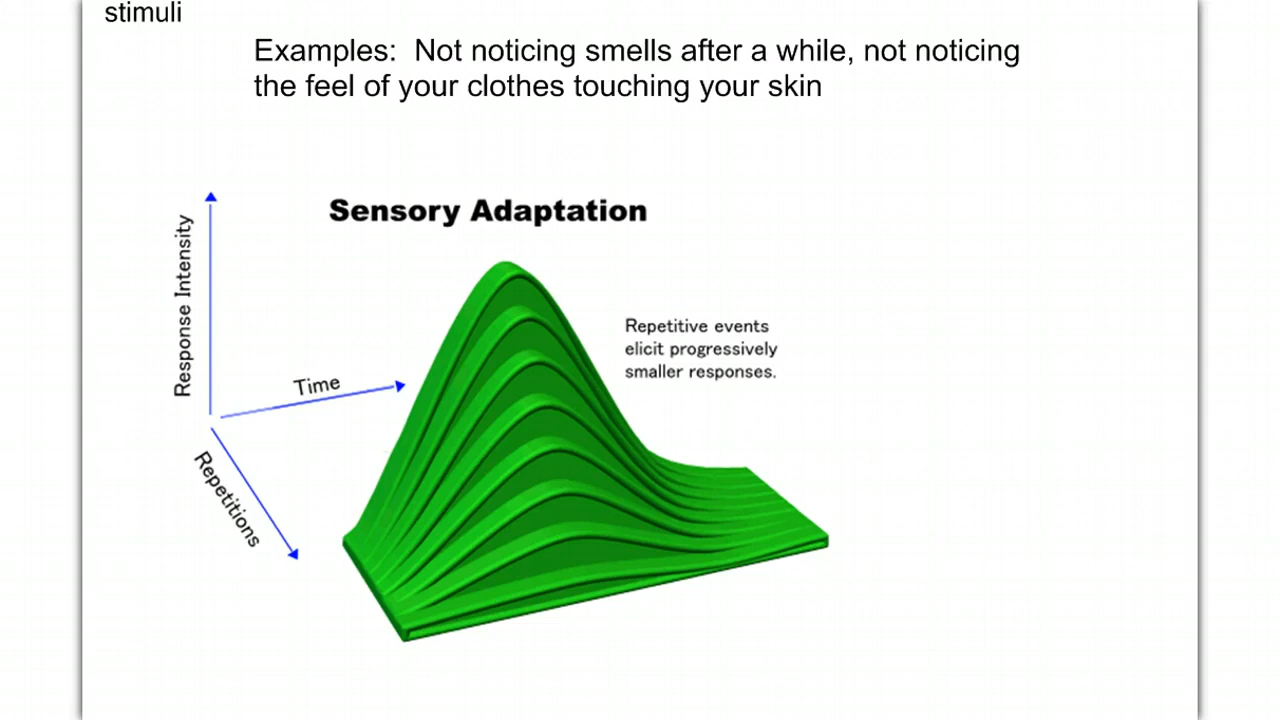 stimuli
Examples:  Not noticing smells after a while, not noticing
the feel of your clothes touching your skin
Sensory Adaptation
Response Intensity
Repetitive events
elicit progressively
smaller responses.
Time
Repetitions